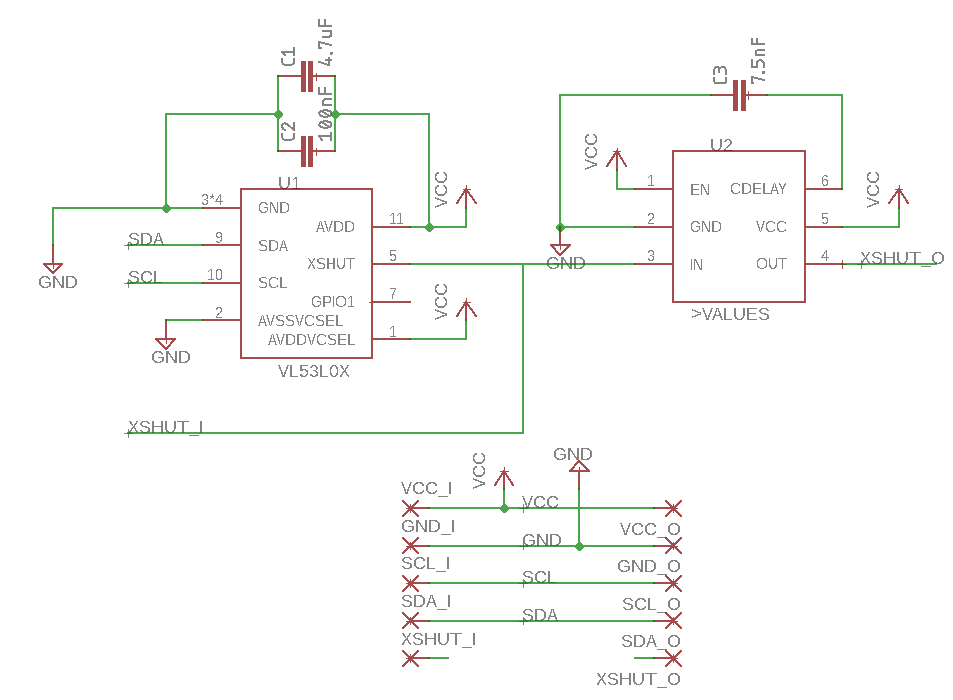 C1
4.7uF
C2
100nF
C3
7.5nF
U1
3*4 GND
9 SDA
SDA
10 SCL
SCL
2 AVSSVCSEL
AVDD 11
XSHUT 5
GPIO1 7
AVDDVCSEL 1
VL53L0X
VCC
VCC
GND
GND
U2
1 EN
2 GND
3 IN
CDELAY 6
VCC 5
OUT 4
>VALUES
VCC
VCC
GND
XSHUT_O
XSHUT_I
VCC
GND
VCC_I
VCC
VCC_O
GND_I
GND
GND_O
SCL_I
SCL
SCL_O
SDA_I
SDA
SDA_O
XSHUT_I
XSHUT_O